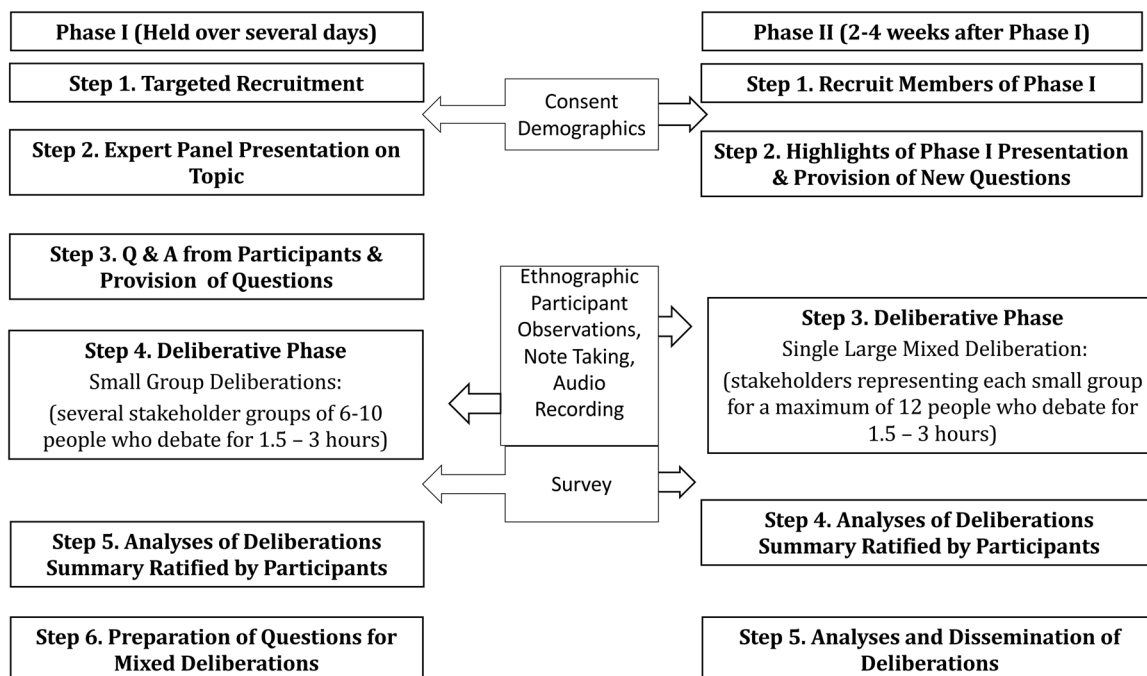 Phase I (Held over several days)
Step 1. Targeted Recruitment
Step 2. Expert Panel Presentation on
Topic
Step 3. Q & A from Participants &
Provision of Questions
Step 4. Deliberative Phase
Small Group Deliberations:
(several stakeholder groups of 6-10
people who debate for 1.5 – 3 hours)
Step 5. Analyses of Deliberations
Summary Ratified by Participants
Step 6. Preparation of Questions for
Mixed Deliberations
Consent
Demographics
Ethnographic
Participant
Observations,
Note Taking,
Audio
Recording
Survey
Phase II (2-4 weeks after Phase I)
Step 1. Recruit Members of Phase I
Step 2. Highlights of Phase I Presentation
& Provision of New Questions
Step 3. Deliberative Phase
Single Large Mixed Deliberation:
(stakeholders representing each small group
for a maximum of 12 people who debate for
1.5 – 3 hours)
Step 4. Analyses of Deliberations
Summary Ratified by Participants
Step 5. Analyses and Dissemination of
Deliberations